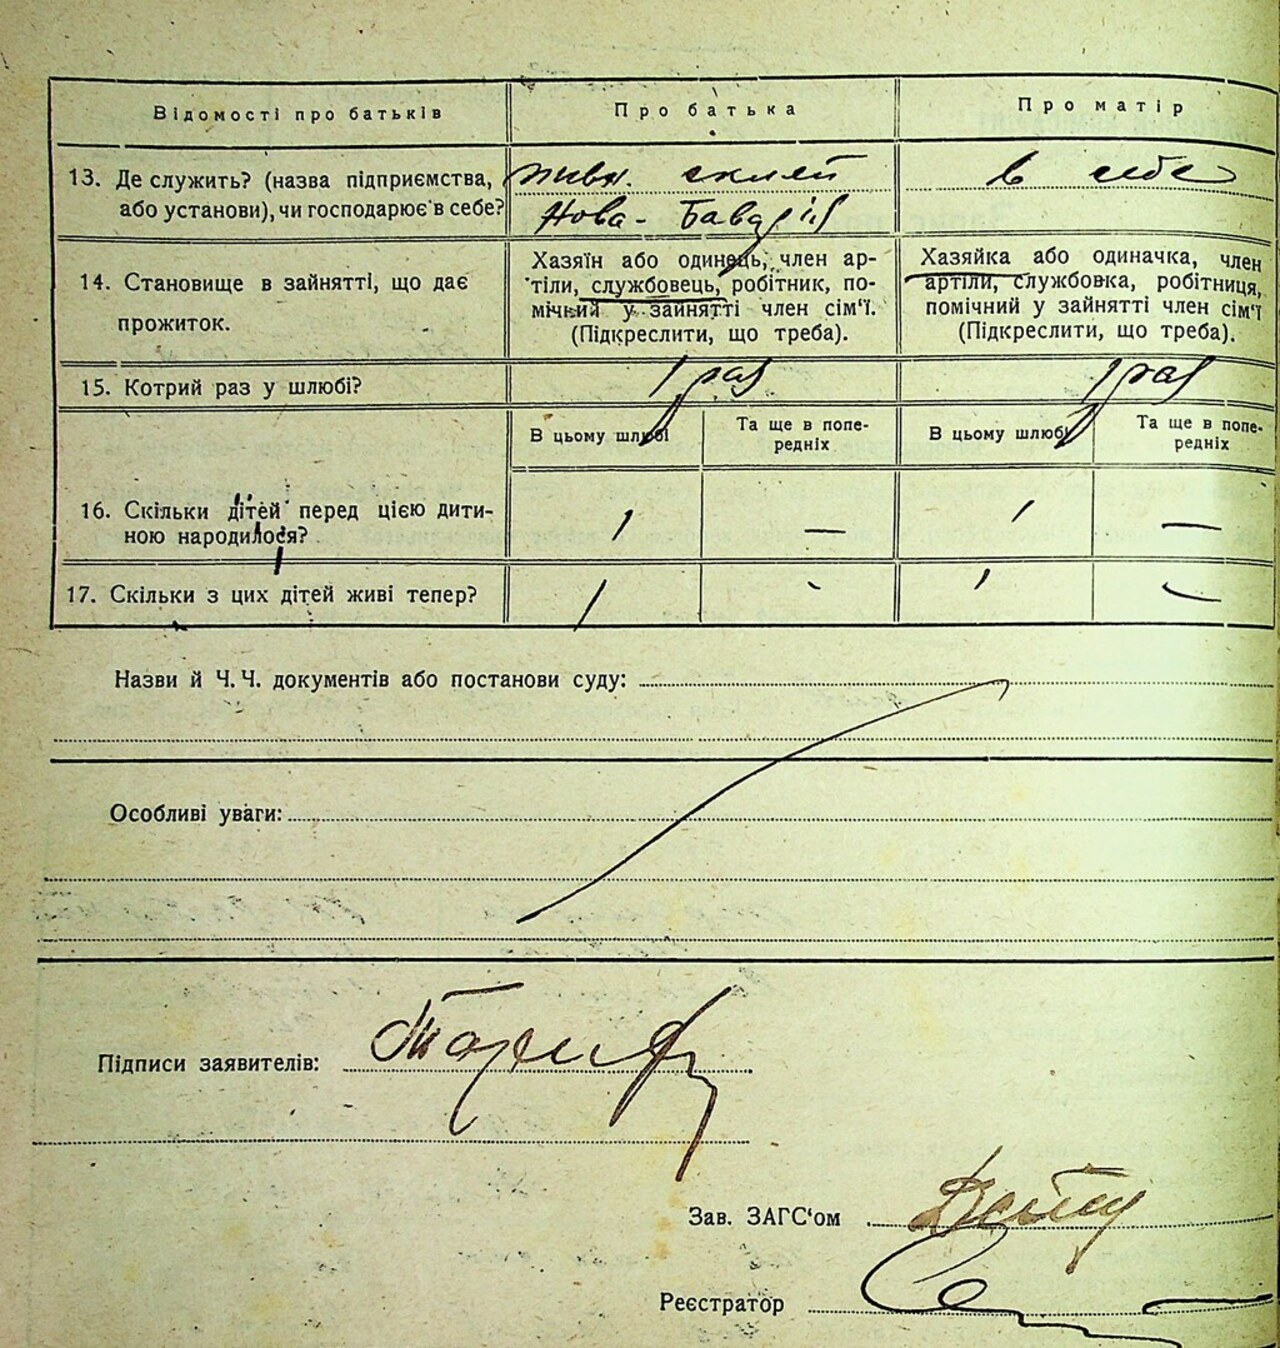 Відомості про батьків
Про батька
Про матір
13. Де служить? (назва підприємства,
або установи), чи господарює в себе?
пивн. склеп
Нова-Баварія
в себе
14. Становище в зайнятті, що дає
прожиток.
Хазяїн або одинець, член ар-
тіли, службовець, робітник, по-
мічний у зайнятті член сім'ї.
(Підкреслити, що треба).
Хазяйка або одиначка, член
артіли, службовка, робітниця,
помічний у зайнятті член сім'ї
(Підкреслити, що треба).
15. Котрий раз у шлюбі?
1 раз
1 раз
В цьому шлюбі
Та ще в попе-
редніх
В цьому шлюбі
Та ще в попе-
редніх
16. Скільки дітей перед цією дити-
ною народилося?
1
—
1
—
17. Скільки з цих дітей живі тепер?
1
-
1
—
Назви й Ч. Ч. документів або постанови суду:
Особливі уваги:
Підписи заявителів:
Зав. ЗАГС'ом
Реєстратор